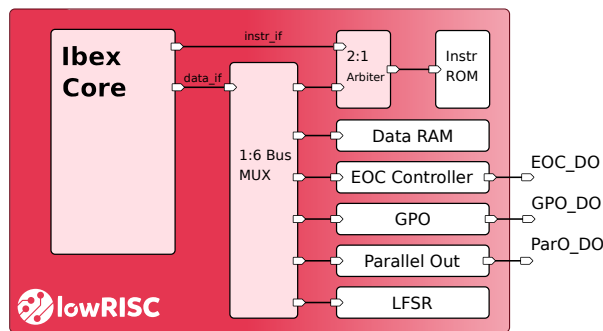 Ibex
Core
instr_if
data_if
2:1
Arbiter
Instr
ROM
1:6 Bus
MUX
Data RAM
EOC Controller
EOC_DO
GPO
GPO_DO
Parallel Out
ParO_DO
LFSR
lowRISC